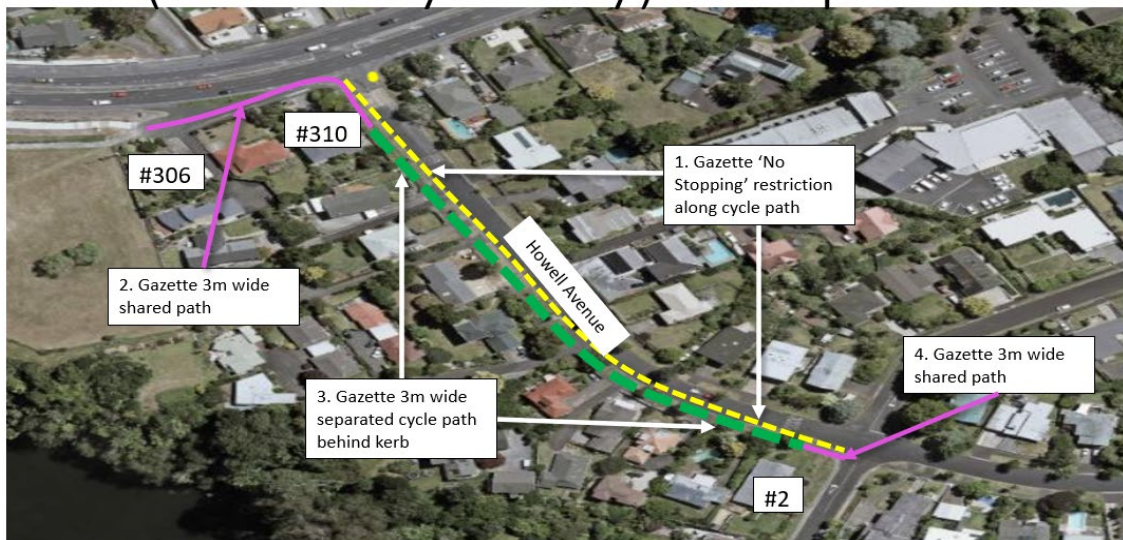 #310
#306
1. Gazette ‘No
Stopping’ restriction
along cycle path
Howell Avenue
2. Gazette 3m wide
shared path
3. Gazette 3m wide
separated cycle path
behind kerb
4. Gazette 3m wide
shared path
#2